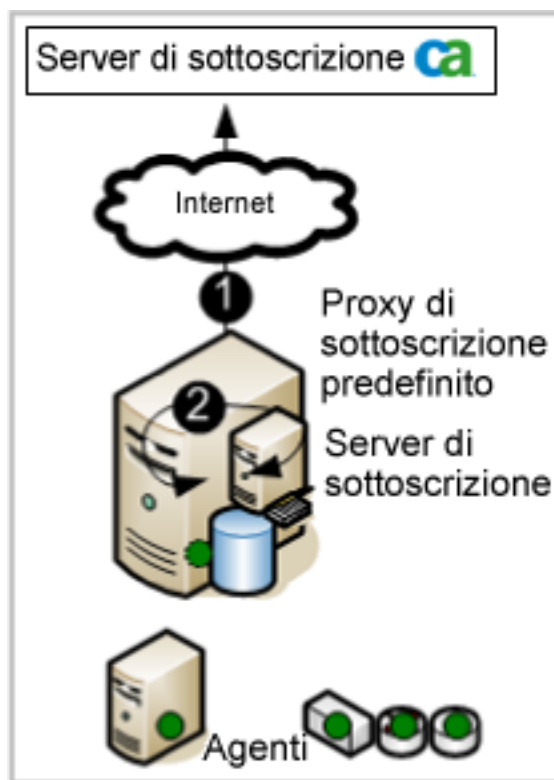 Server di sottoscrizione ca
Internet
1
Proxy di
sottoscrizione
predefinito
2
Server di
sottoscrizione
Agenti